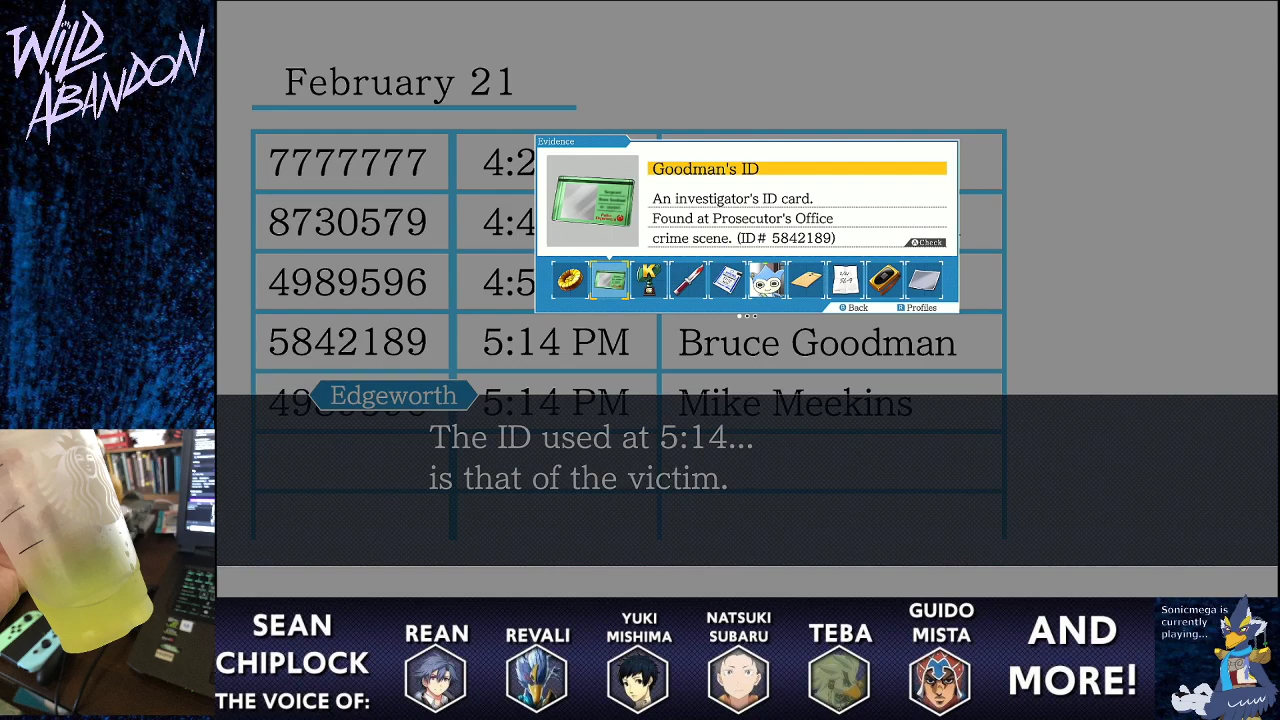 WILD
ABANDON
February 21
7777777
4:2
8730579
4:4
4989596
4:5
5842189
5:14 PM
Bruce Goodman
5:14 PM
Mike Meekins
Evidence
Goodman's ID
An investigator's ID card.
Found at Prosecutor's Office
crime scene. (ID# 5842189)
A Check
K
B Back
R Profiles
Edgeworth
The ID used at 5:14...
is that of the victim.
SEAN
CHIPLOCK
THE VOICE OF:
REAN
REVALI
YUKI
MISHIMA
NATSUKI
SUBARU
TEBA
GUIDO
MISTA
AND
MORE!
Sonicmega is
currently
playing...